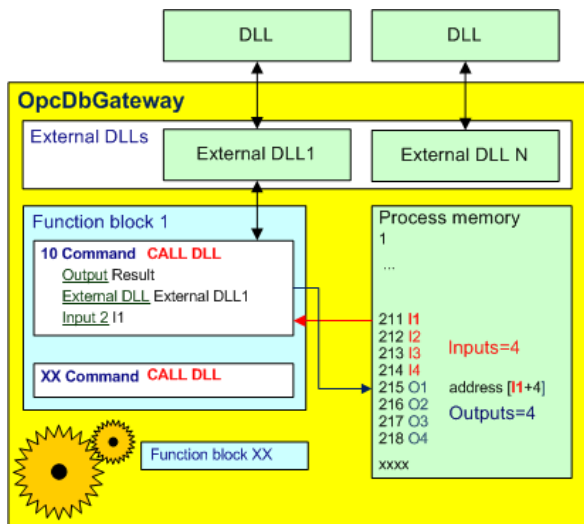 DLL
DLL
OpcDbGateway
External DLLs
External DLL1
External DLL N
Function block 1
10 Command CALL DLL
Output Result
External DLL External DLL1
Input 2 I1
XX Command CALL DLL
Function block XX
Process memory
1
...
211 I1
212 I2
213 I3
214 I4
Inputs=4
215 O1 address [I1+4]
216 O2
217 O3
218 O4
Outputs=4
xxxx